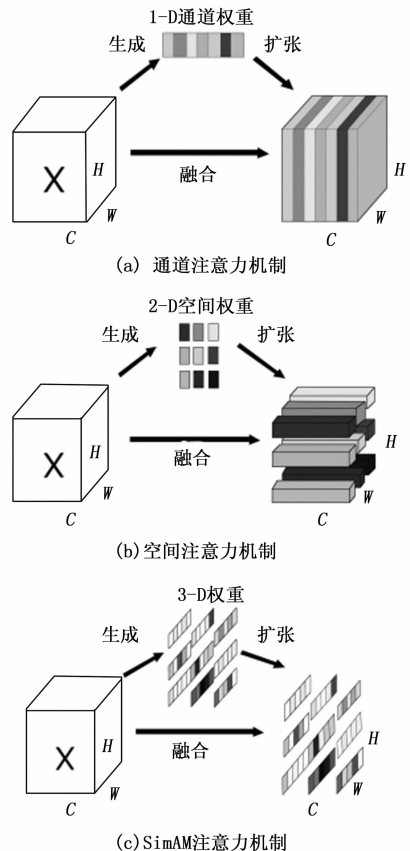 1-D通道权重
生成
扩张
X
H
W
C
融合
H
W
C
(a) 通道注意力机制
2-D空间权重
生成
扩张
X
H
W
C
融合
H
W
C
(b)空间注意力机制
3-D权重
生成
扩张
X
H
W
C
融合
H
W
C
(c)SimAM注意力机制